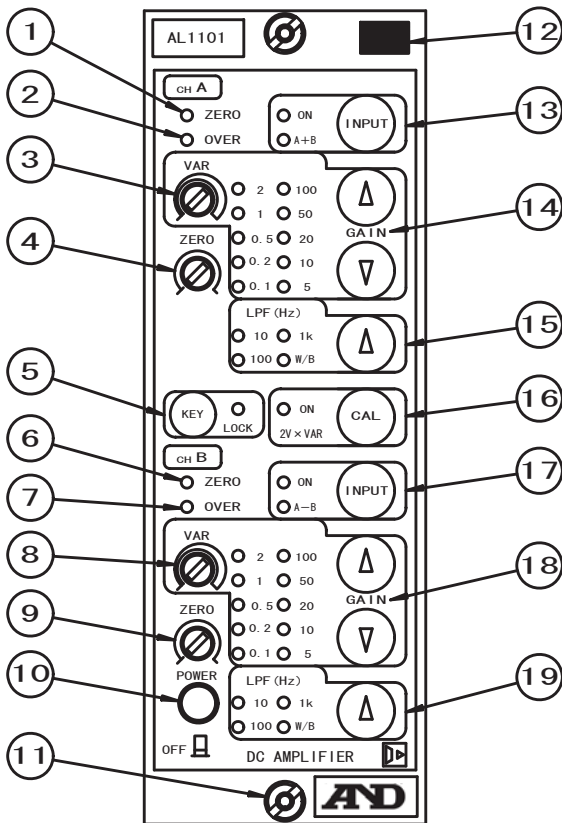 AL1101
CH A
ZERO
OVER
ON
A+B
INPUT
VAR
ZERO
2 100
1 50
0.5 20
0.2 10
0.1 5
GAIN
LPF(Hz)
10 1k
100 W/B
KEY
LOCK
ON
2V×VAR
CAL
CH B
ZERO
OVER
ON
A−B
INPUT
VAR
ZERO
2 100
1 50
0.5 20
0.2 10
0.1 5
GAIN
POWER
OFF
LPF(Hz)
10 1k
100 W/B
DC AMPLIFIER
AND
1
2
3
4
5
6
7
8
9
10
11
12
13
14
15
16
17
18
19